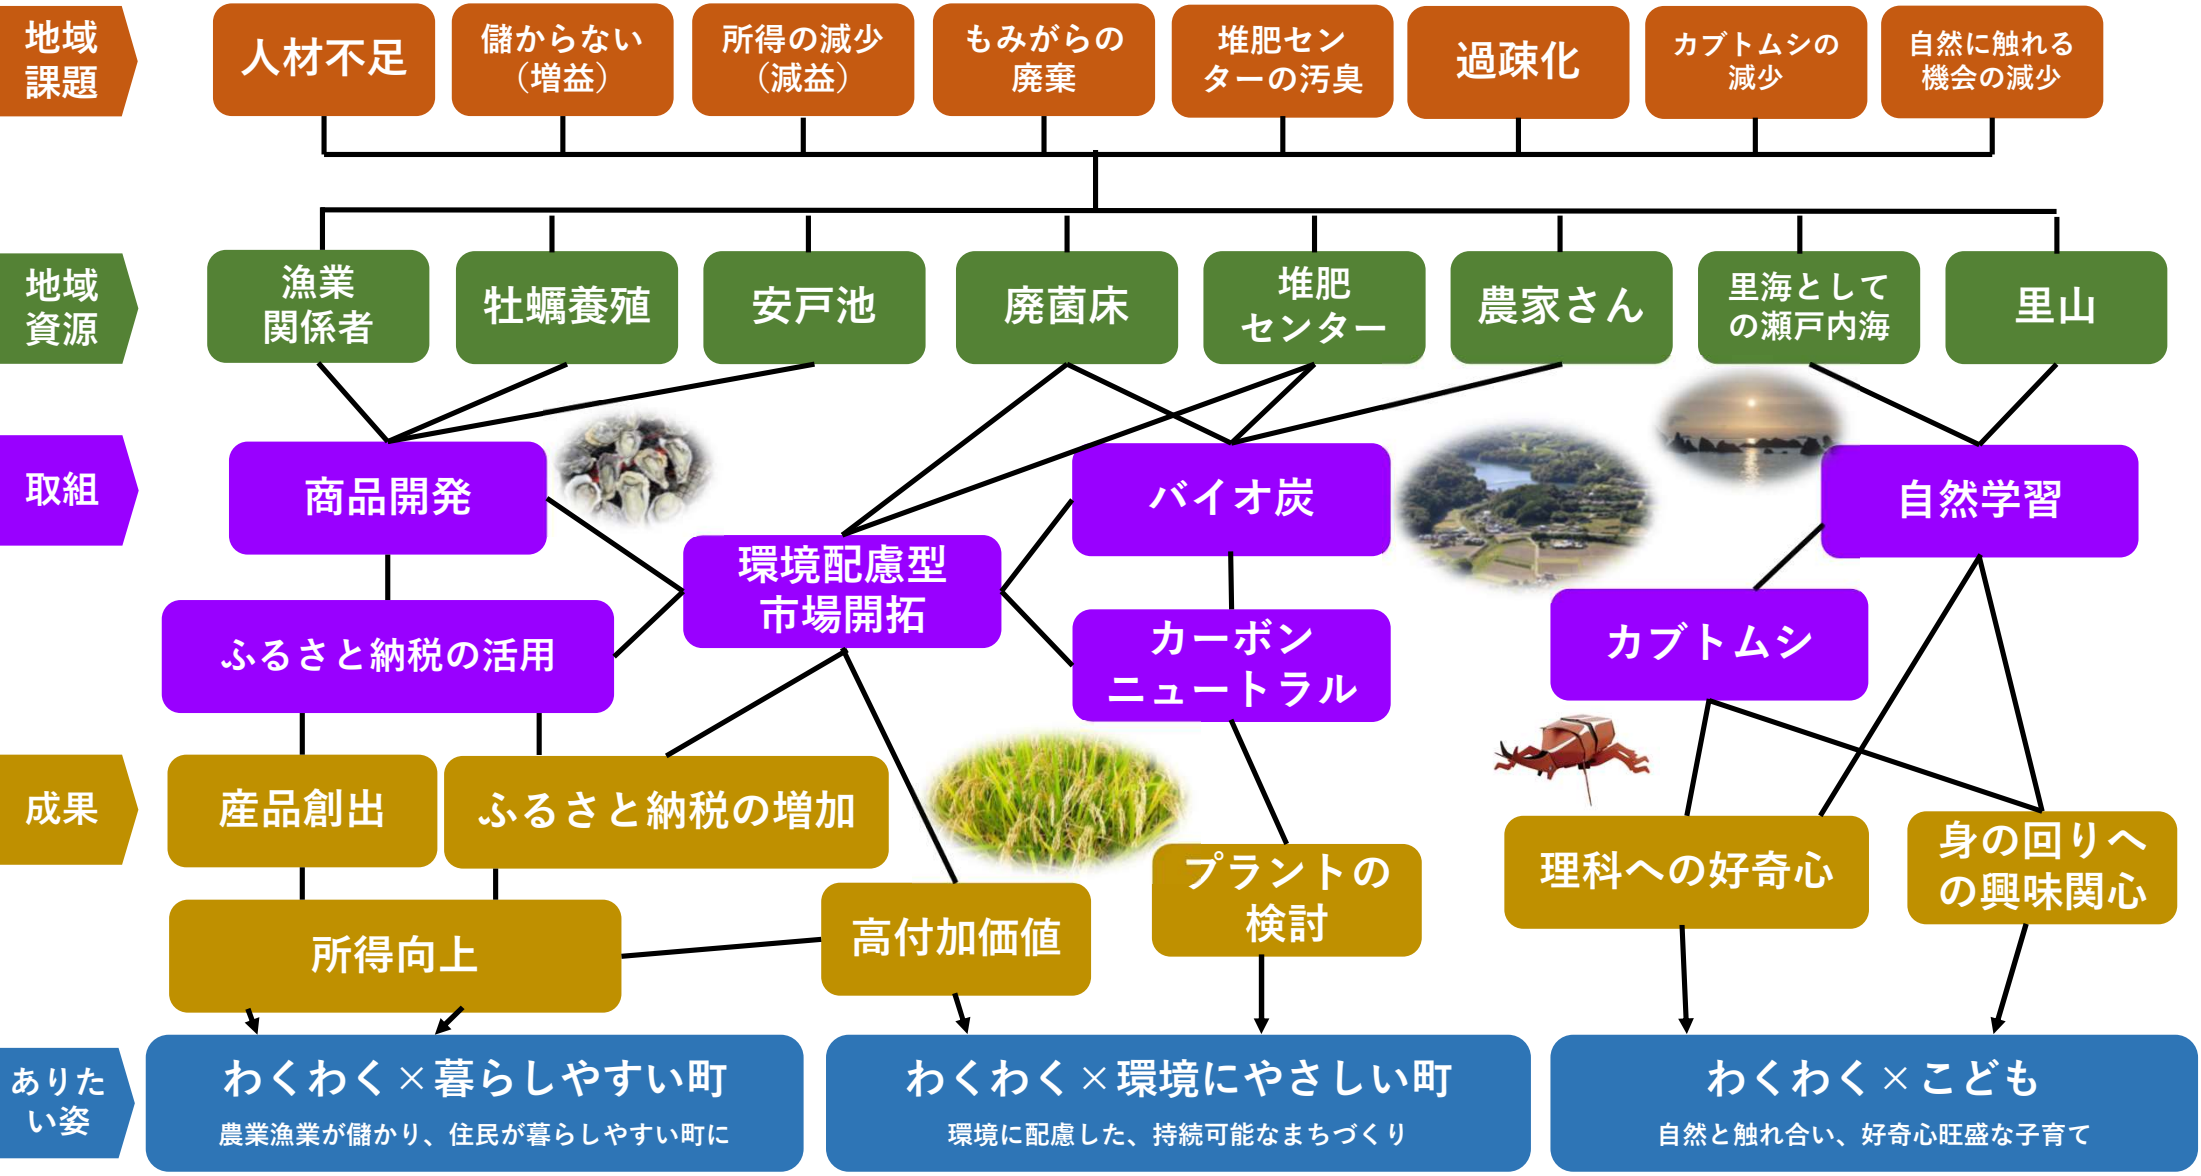 地域
課題
人材不足
儲からない
（増益）
所得の減少
（減益）
もみがらの
廃棄
堆肥セン
ターの汚臭
過疎化
カブトムシの
減少
自然に触れる
機会の減少
地域
資源
漁業
関係者
牡蠣養殖
安戸池
廃菌床
堆肥
センター
農家さん
里海として
の瀬戸内海
里山
取組
商品開発
バイオ炭
自然学習
環境配慮型
市場開拓
ふるさと納税の活用
カーボン
ニュートラル
カブトムシ
成果
産品創出
ふるさと納税の増加
プラントの
検討
理科への好奇心
身の回りへ
の興味関心
所得向上
高付加価値
ありた
い姿
わくわく×暮らしやすい町
農業漁業が儲かり、住民が暮らしやすい町に
わくわく×環境にやさしい町
環境に配慮した、持続可能なまちづくり
わくわく×こども
自然と触れ合い、好奇心旺盛な子育て